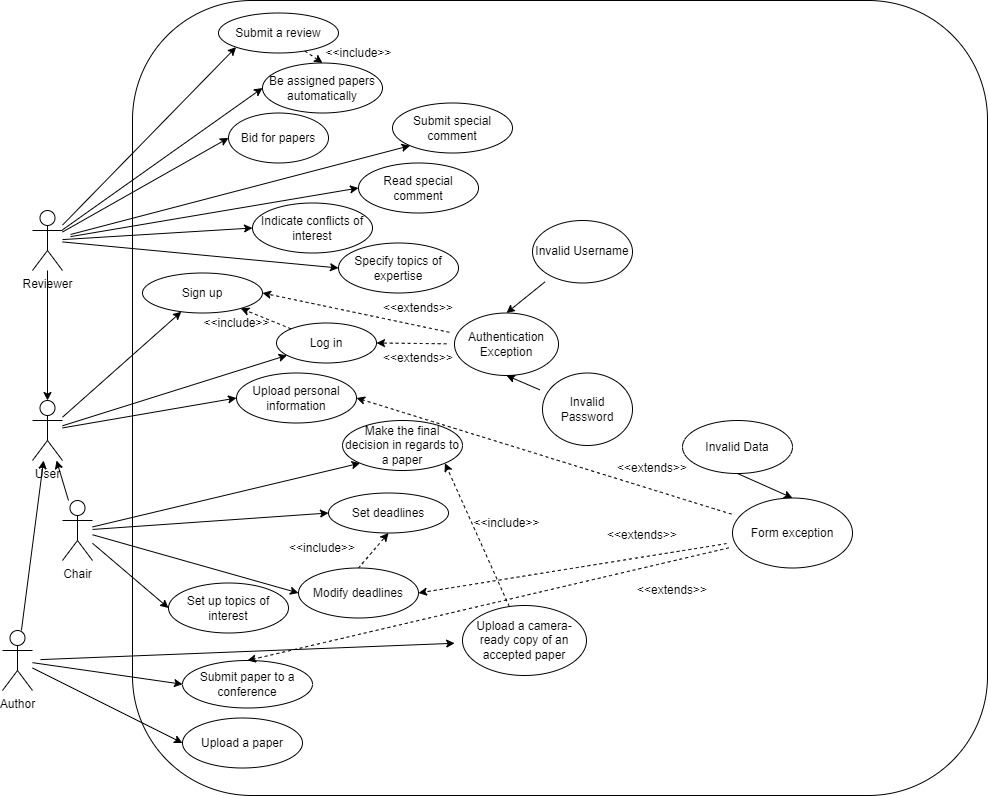 Submit a review
<<include>>
Be assigned papers
automatically
Bid for papers
Submit special
comment
Read special
comment
Indicate conflicts of
interest
Specify topics of
expertise
Reviewer
Invalid Username
Sign up
<<extends>>
<<include>>
Log in
<<extends>>
Authentication
Exception
Upload personal
information
Invalid
Password
User
Make the final
decision in regards to
a paper
Invalid Data
<<extends>>
Set deadlines
<<include>>
<<extends>>
Form exception
<<include>>
Chair
Modify deadlines
<<extends>>
Set up topics of
interest
Upload a camera-
ready copy of an
accepted paper
Author
Submit paper to a
conference
Upload a paper